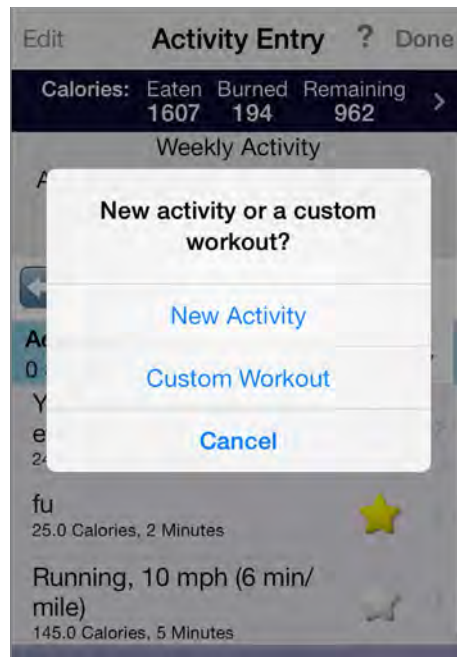 Edit Activity Entry ? Done
Calories: Eaten Burned Remaining
1607 194 962
Weekly Activity
New activity or a custom
workout?
New Activity
Custom Workout
Cancel
fu
25.0 Calories, 2 Minutes
Running, 10 mph (6 min/
mile)
145.0 Calories, 5 Minutes